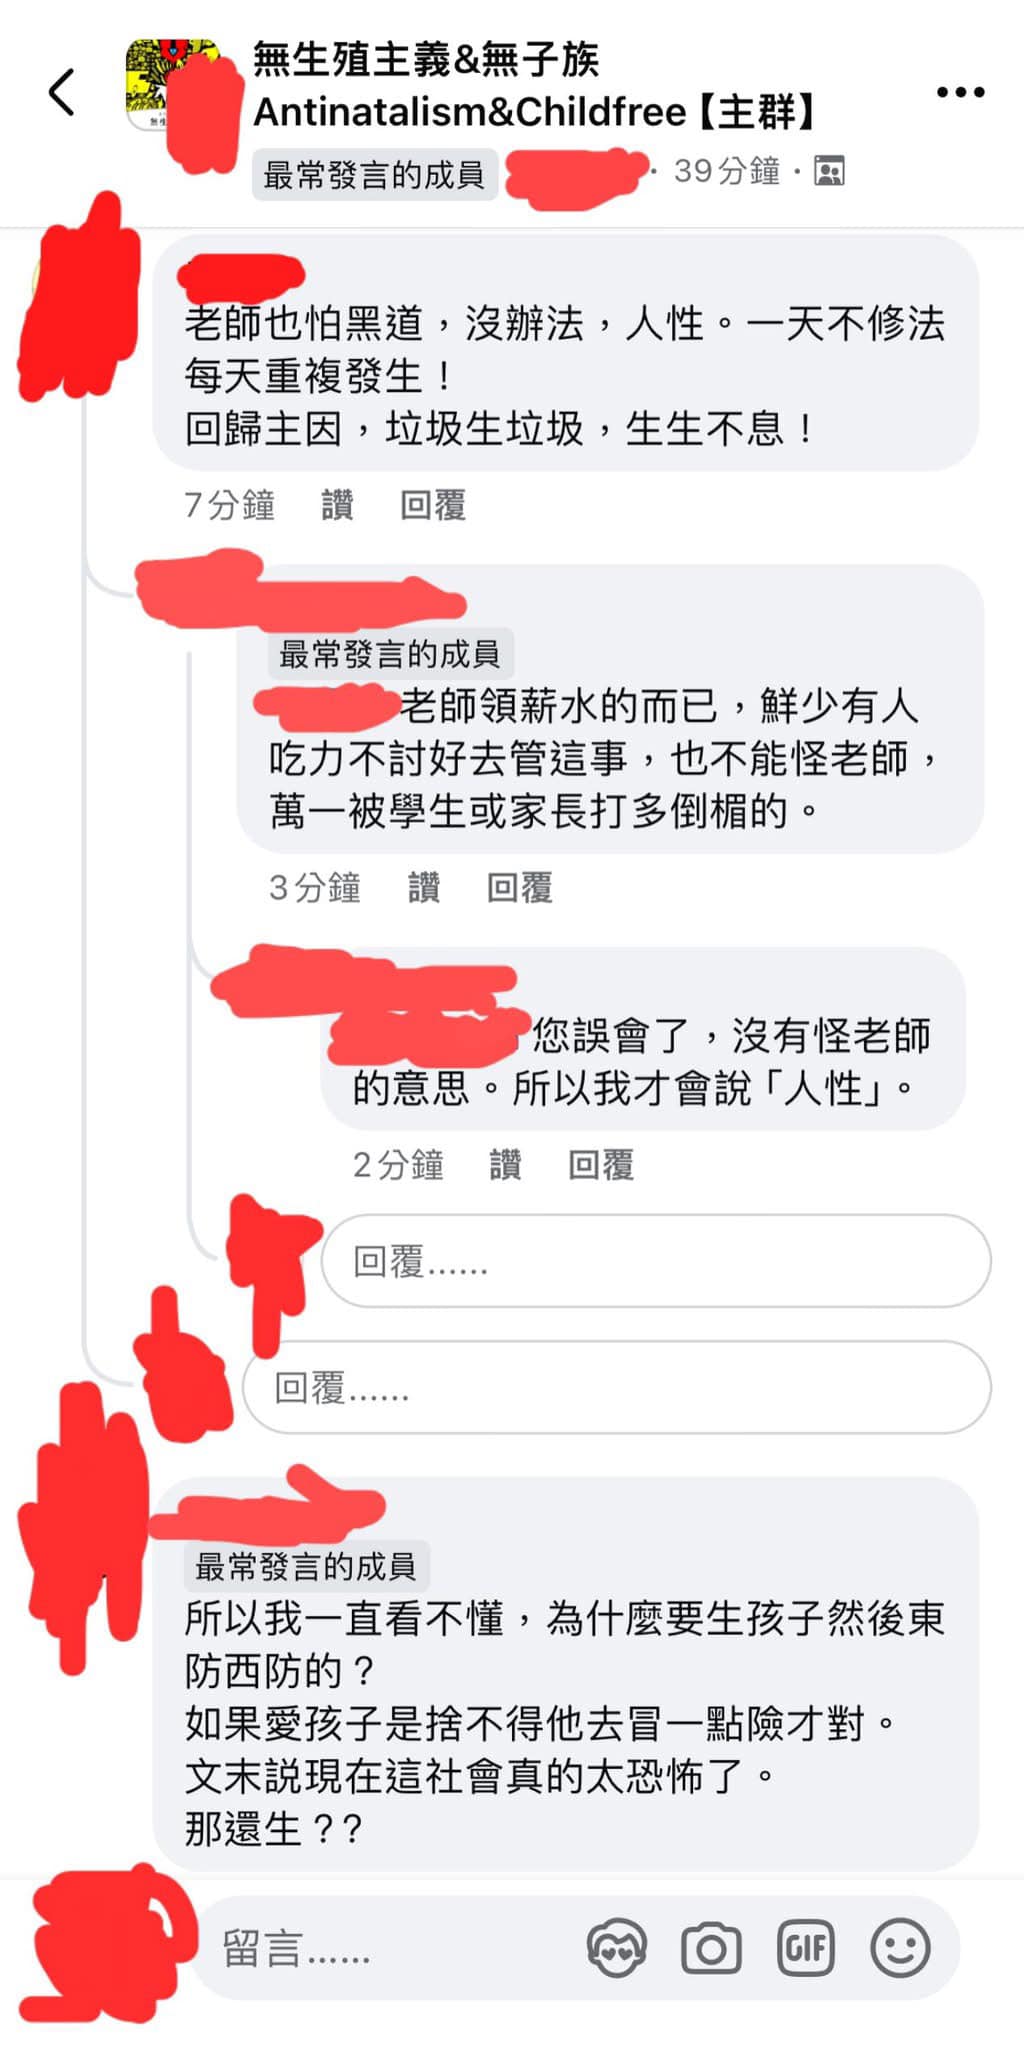 無生殖主義&無子族
Antinatalism&Childfree【主群】
最常發言的成員
· 39分鐘 ·
老師也怕黑道，沒辦法，人性。一天不修法
每天重複發生！
回歸主因，垃圾生垃圾，生生不息！
7分鐘 讚 回覆
最常發言的成員
老師領薪水的而已，鮮少有人
吃力不討好去管這事，也不能怪老師，
萬一被學生或家長打多倒楣的。
3分鐘 讚 回覆
您誤會了，沒有怪老師
的意思。所以我才會說「人性」。
2分鐘 讚 回覆
回覆......
回覆......
最常發言的成員
所以我一直看不懂，為什麼要生孩子然後東
防西防的？
如果愛孩子是捨不得他去冒一點險才對。
文末說現在這社會真的太恐怖了。
那還生？?
留言......
GIF